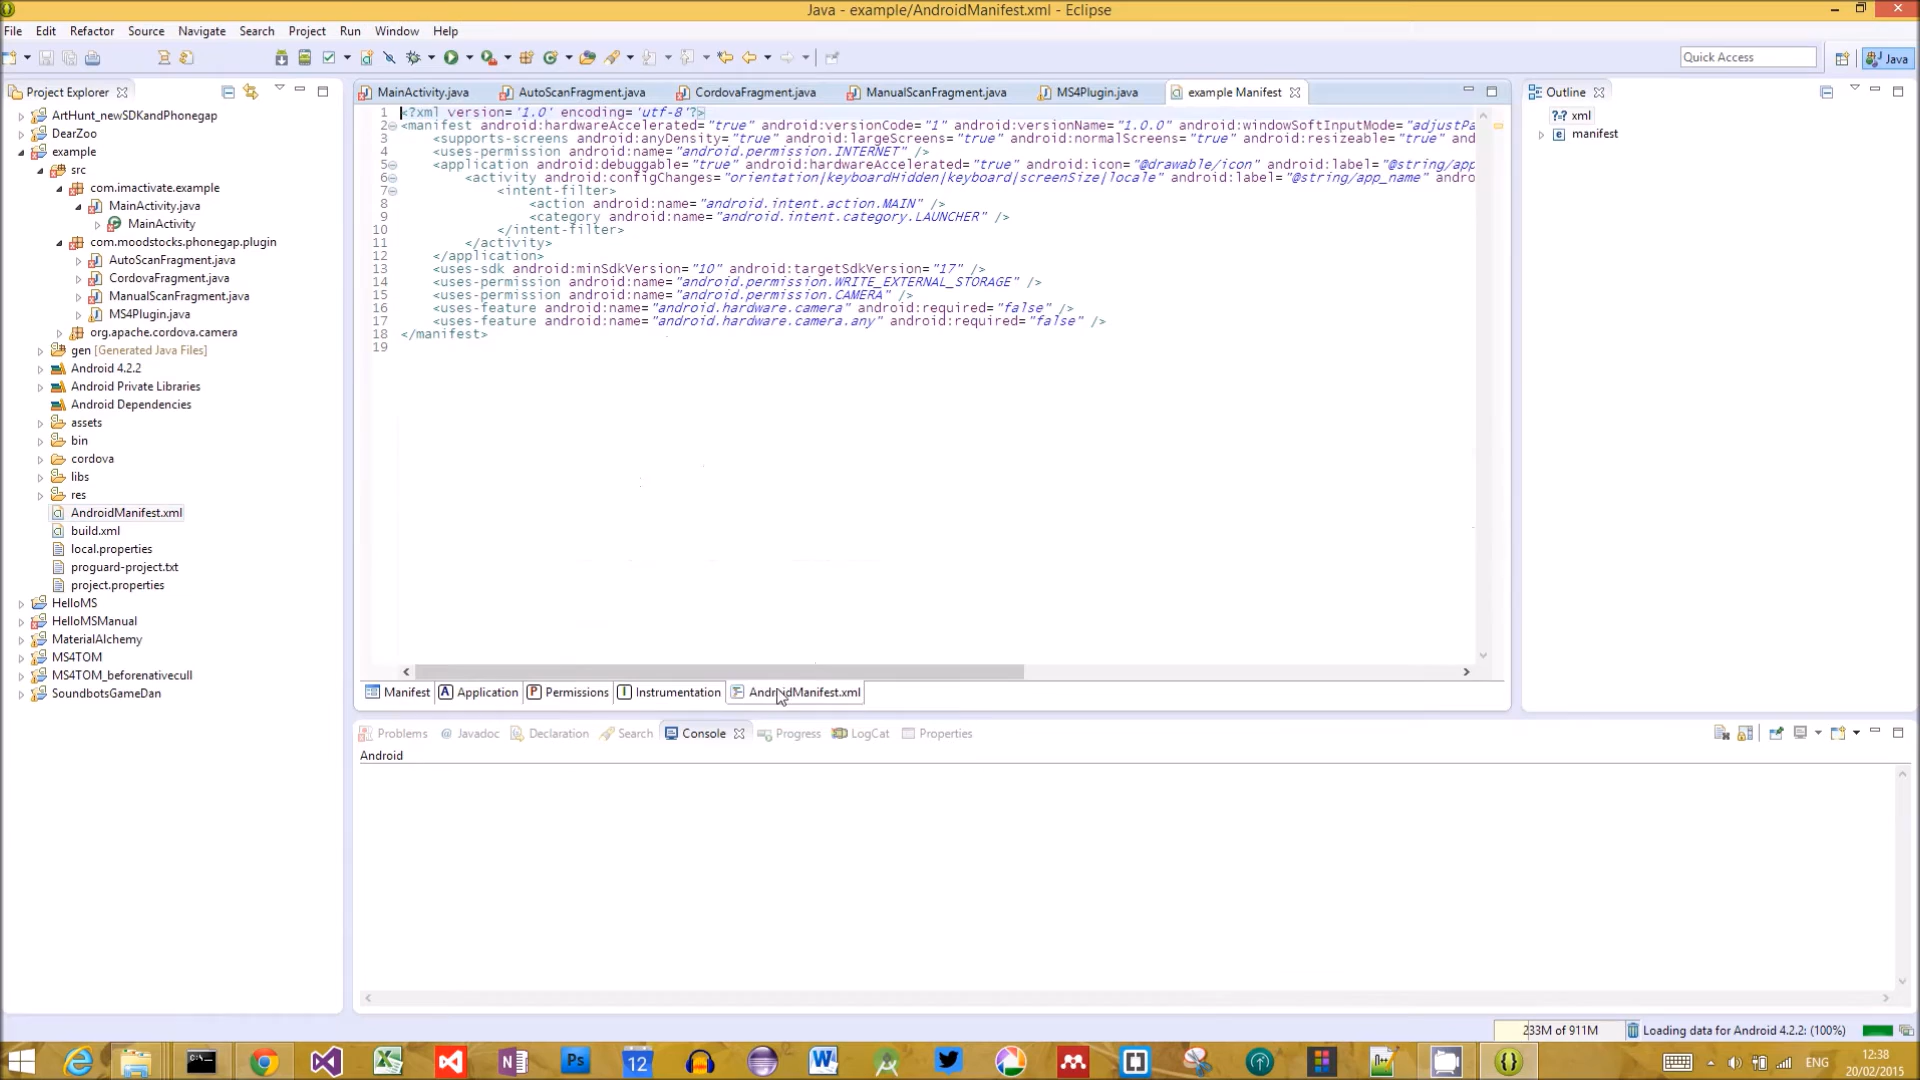 Java - example/AndroidManifest.xml - Eclipse
File Edit Refactor Source Navigate Search Project Run Window Help
Quick Access
Java
Project Explorer
ArtHunt_newSDKandPhonegap
DearZoo
example
src
com.imactivate.example
MainActivity.java
MainActivity
com.moodstocks.phonegap.plugin
AutoScanFragment.java
CordovaFragment.java
ManualScanFragment.java
MS4Plugin.java
org.apache.cordova.camera
gen [Generated Java Files]
Android 4.2.2
Android Private Libraries
Android Dependencies
assets
bin
cordova
libs
res
AndroidManifest.xml
build.xml
local.properties
proguard-project.txt
project.properties
HelloMS
HelloMSManual
MaterialAlchemy
MS4TOM
MS4TOM_beforenativecull
SoundbotsGameDan
MainActivity.java AutoScanFragment.java CordovaFragment.java ManualScanFragment.java MS4Plugin.java example Manifest
1 <?xml version='1.0' encoding='utf-8'?>
2 <manifest android:hardwareAccelerated="true" android:versionCode="1" android:versionName="1.0.0" android:windowSoftInputMode="adjustPa
3 <supports-screens android:anyDensity="true" android:largeScreens="true" android:normalScreens="true" android:resizeable="true" and
4 <uses-permission android:name="android.permission.INTERNET" />
5 <application android:debuggable="true" android:hardwareAccelerated="true" android:icon="@drawable/icon" android:label="@string/app
6 <activity android:configChanges="orientation|keyboardHidden|keyboard|screenSize|locale" android:label="@string/app_name" andro
7 <intent-filter>
8 <action android:name="android.intent.action.MAIN" />
9 <category android:name="android.intent.category.LAUNCHER" />
10 </intent-filter>
11 </activity>
12 </application>
13 <uses-sdk android:minSdkVersion="10" android:targetSdkVersion="17" />
14 <uses-permission android:name="android.permission.WRITE_EXTERNAL_STORAGE" />
15 <uses-permission android:name="android.permission.CAMERA" />
16 <uses-feature android:name="android.hardware.camera" android:required="false" />
17 <uses-feature android:name="android.hardware.camera.any" android:required="false" />
18 </manifest>
19
Manifest Application Permissions Instrumentation AndroidManifest.xml
Outline
xml
manifest
Problems Javadoc Declaration Search Console Progress LogCat Properties
Android
233M of 911M
Loading data for Android 4.2.2: (100%)
12
Ps
ENG
12:38
20/02/2015